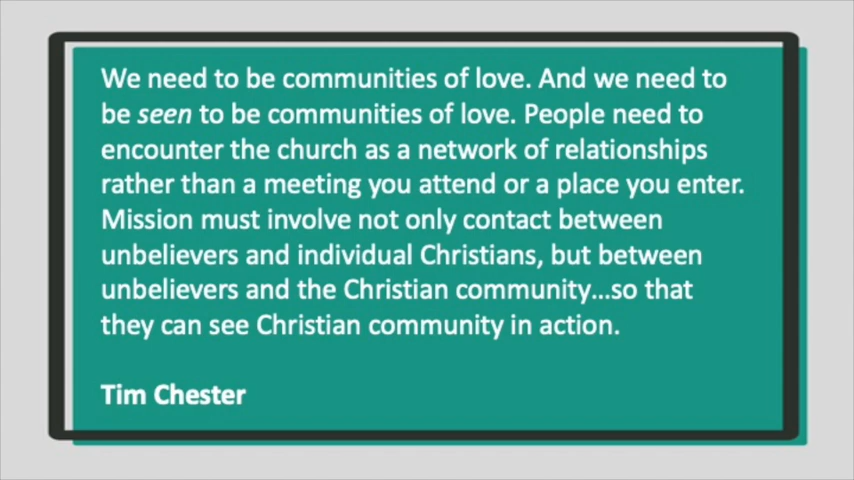 We need to be communities of love. And we need to
be seen to be communities of love. People need to
encounter the church as a network of relationships
rather than a meeting you attend or a place you enter.
Mission must involve not only contact between
unbelievers and individual Christians, but between
unbelievers and the Christian community...so that
they can see Christian community in action.
Tim Chester